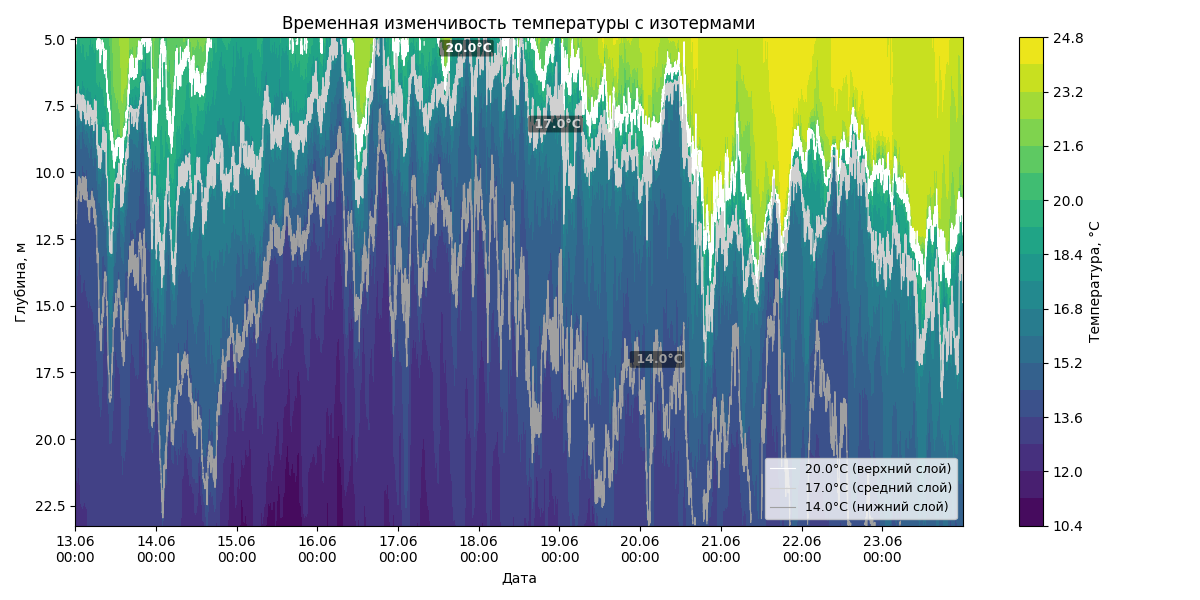 Временная изменчивость температуры с изотермами
5.0
7.5
10.0
12.5
15.0
17.5
20.0
22.5
Глубина, м
20.0°C
17.0°C
14.0°C
20.0°C (верхний слой)
17.0°C (средний слой)
14.0°C (нижний слой)
13.06 14.06 15.06 16.06 17.06 18.06 19.06 20.06 21.06 22.06 23.06
00:00 00:00 00:00 00:00 00:00 00:00 00:00 00:00 00:00 00:00 00:00
Дата
24.8
23.2
21.6
20.0
18.4
16.8
15.2
13.6
12.0
10.4
Температура, °C